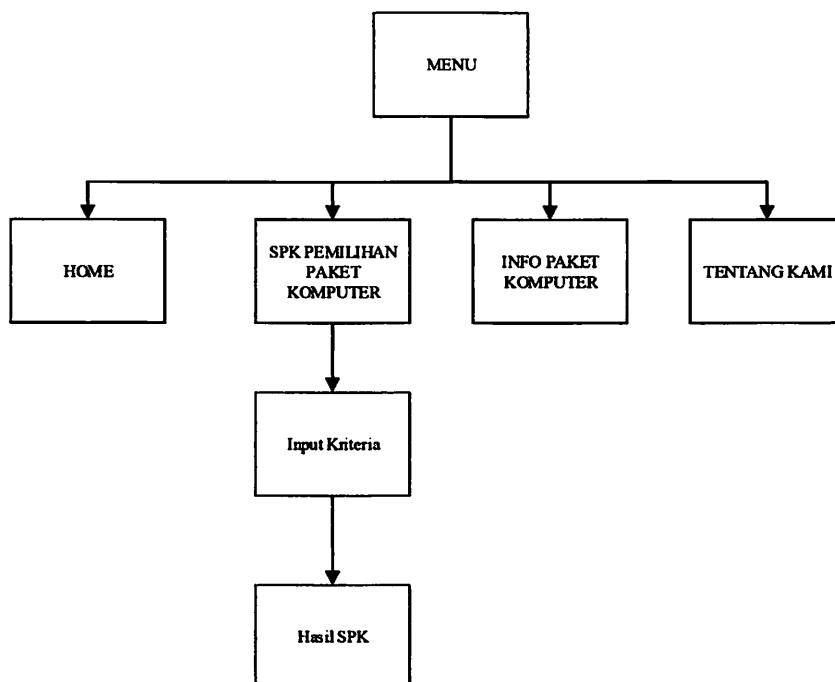 MENU
HOME
SPK PEMILIHAN
PAKET
KOMPUTER
INFO PAKET
KOMPUTER
TENTANG KAMI
Input Kriteria
Hasil SPK